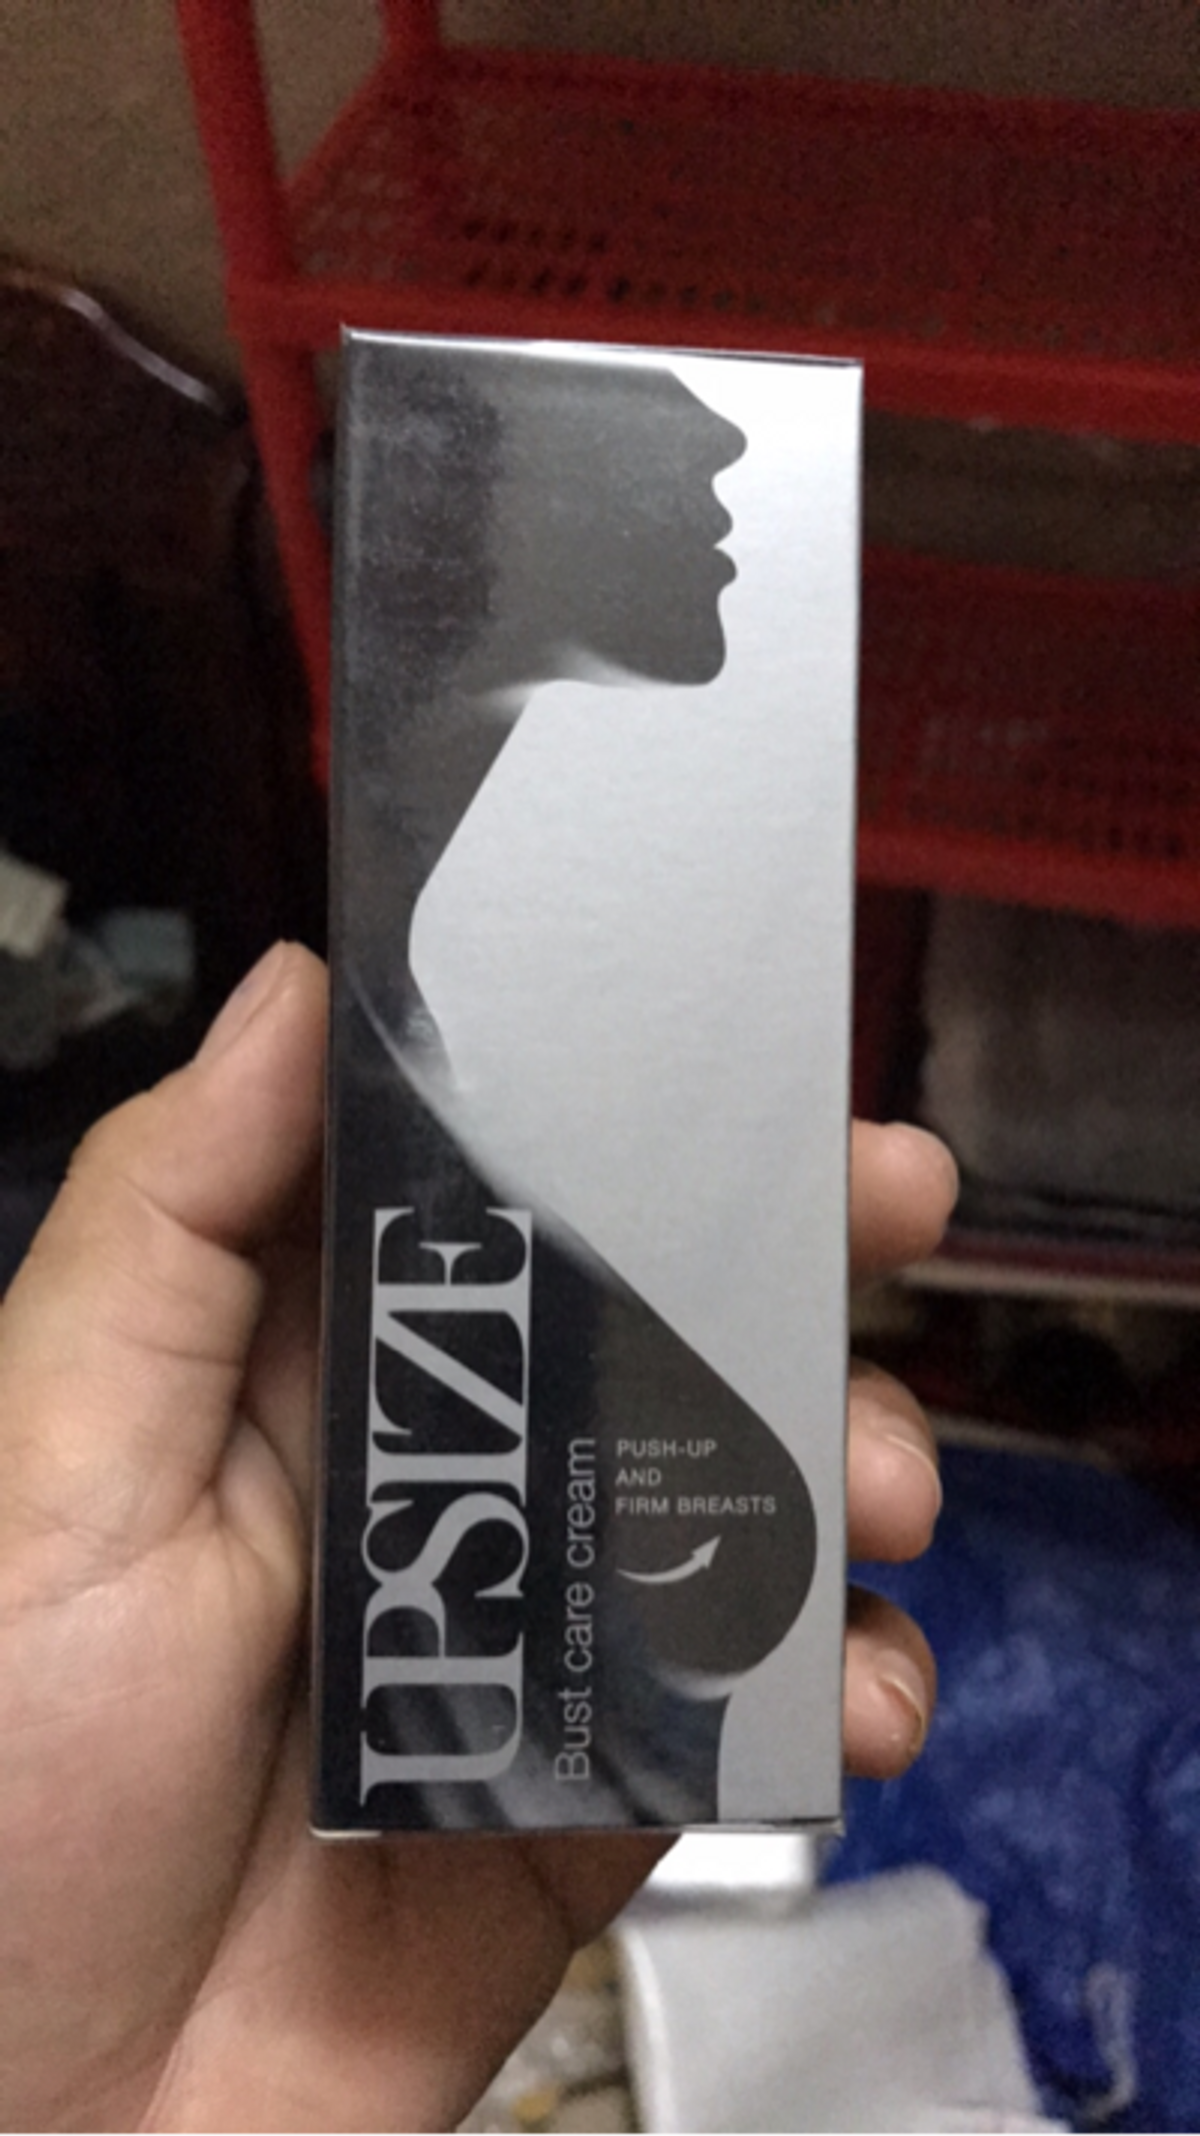 UPSIZE
Bust care cream
PUSH-UP
AND
FIRM BREASTS